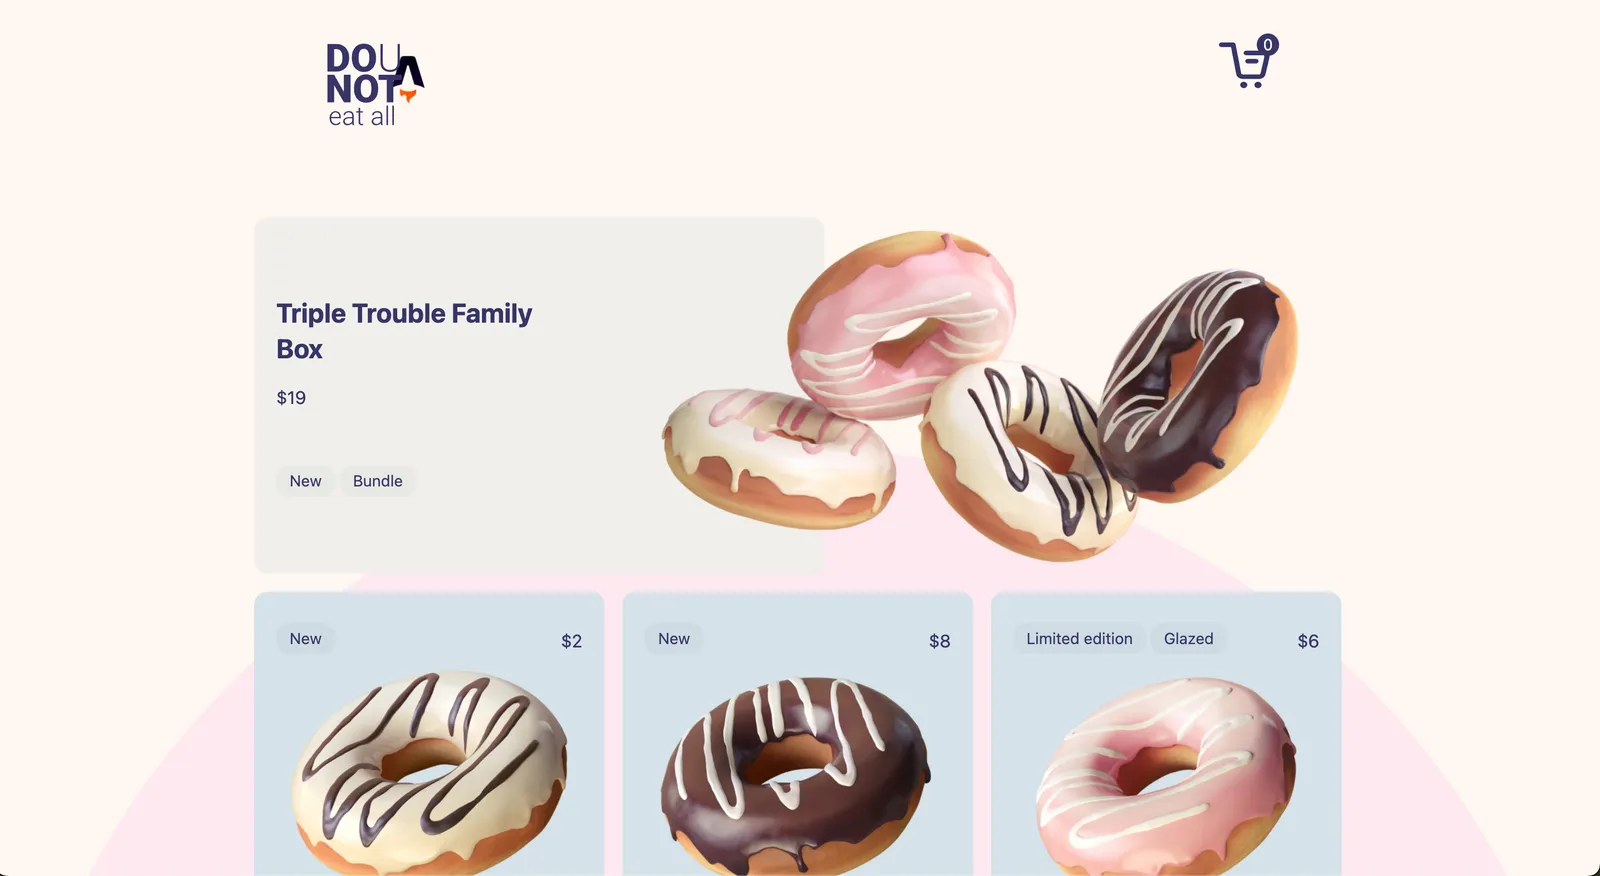 DOU
NOT
eat all
0
Triple Trouble Family
Box
$19
New Bundle
New $2
New $8
Limited edition Glazed $6